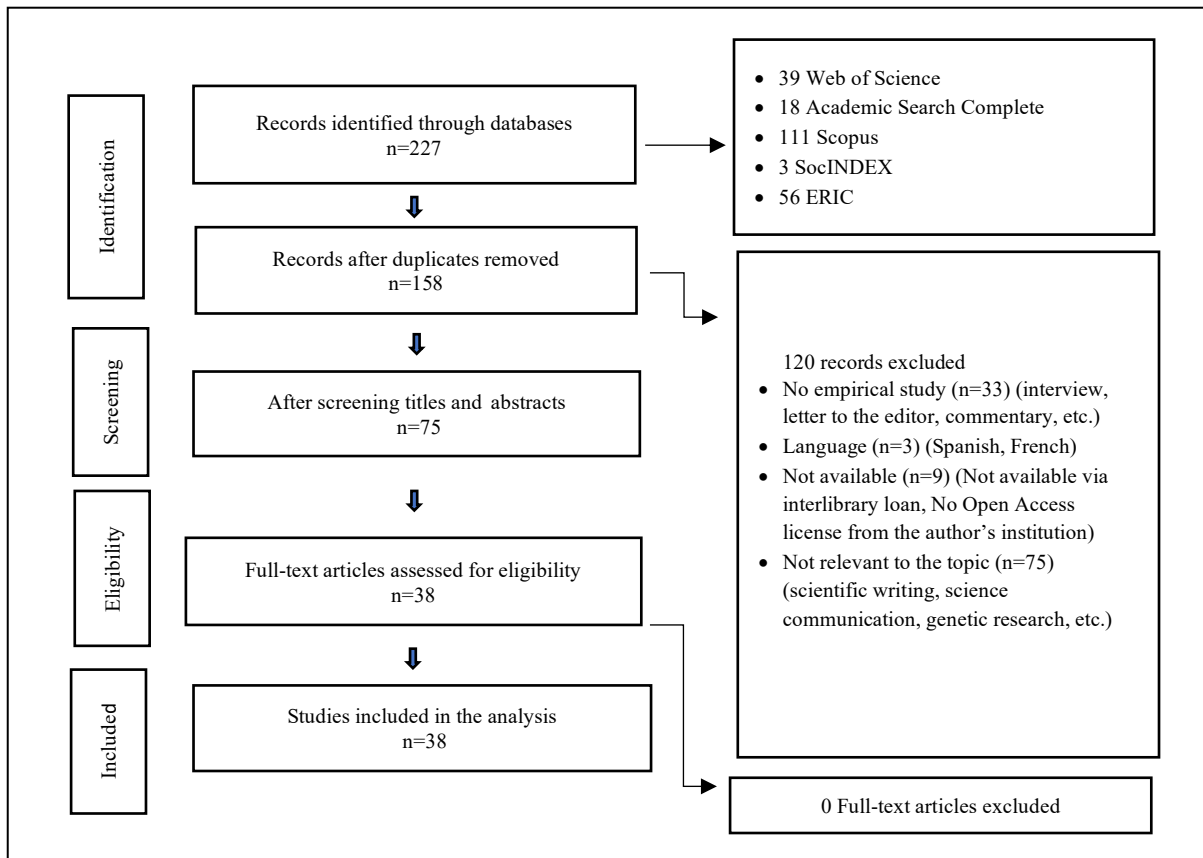 Identification
Records identified through databases
n=227
• 39 Web of Science
• 18 Academic Search Complete
• 111 Scopus
• 3 SocINDEX
• 56 ERIC
Records after duplicates removed
n=158
120 records excluded
• No empirical study (n=33) (interview,
letter to the editor, commentary, etc.)
• Language (n=3) (Spanish, French)
• Not available (n=9) (Not available via
interlibrary loan, No Open Access
license from the author’s institution)
• Not relevant to the topic (n=75)
(scientific writing, science
communication, genetic research, etc.)
Screening
After screening titles and abstracts
n=75
Eligibility
Full-text articles assessed for eligibility
n=38
Included
Studies included in the analysis
n=38
0 Full-text articles excluded